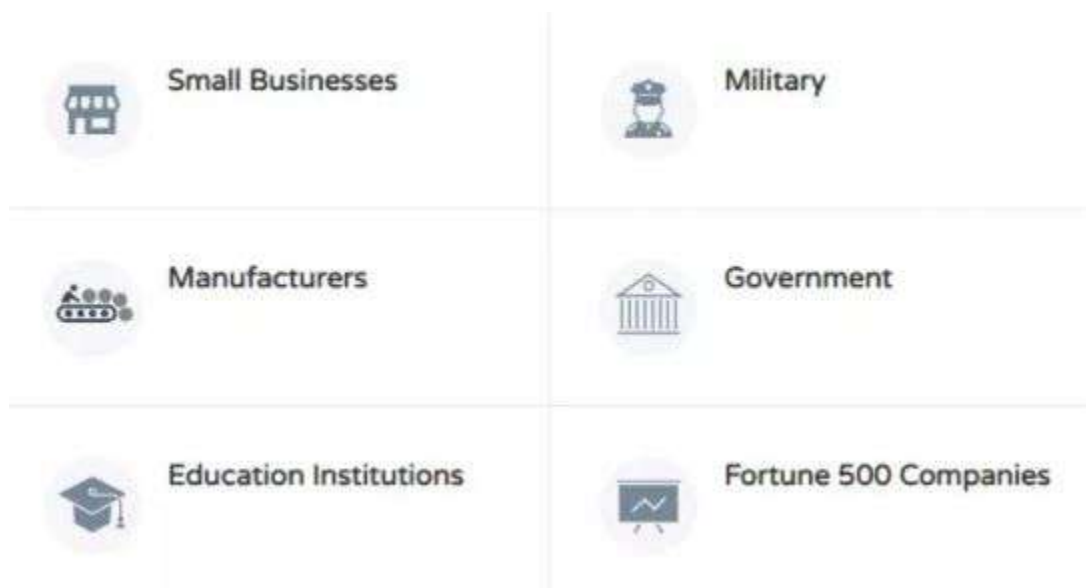 Small Businesses
Military
Manufacturers
Government
Education Institutions
Fortune 500 Companies